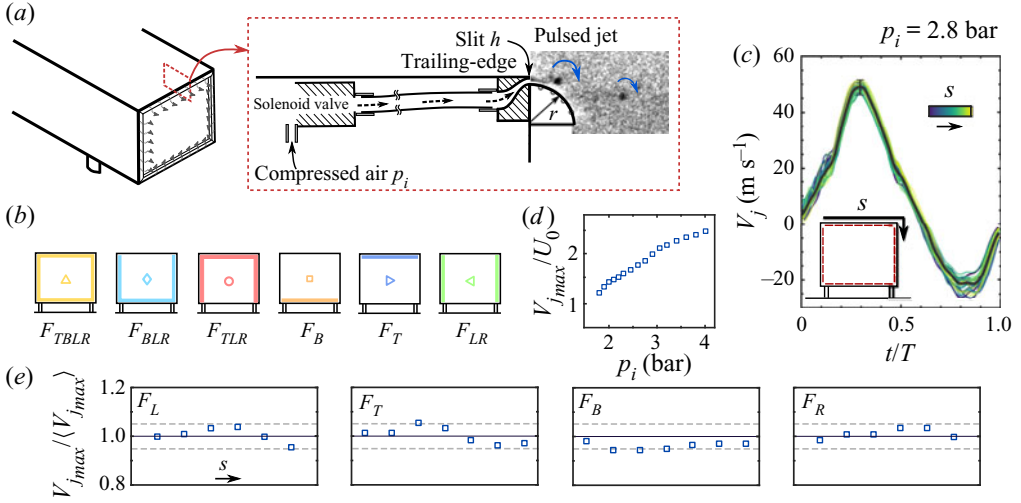 (a)
Slit h
Pulsed jet
Trailing-edge
Solenoid valve
r
Compressed air p_i
(b)
F_TBLR
F_BLR
F_TLR
F_B
F_T
F_LR
(c)
p_i = 2.8 bar
V_j (m s⁻¹)
60
40
20
0
−20
s
s
0
0.5
1.0
t/T
(d)
V_jmax/U_0
2
1
2
3
4
p_i (bar)
(e)
V_jmax/⟨V_jmax⟩
1.2
1.0
0.8
F_L
s
F_T
F_B
F_R